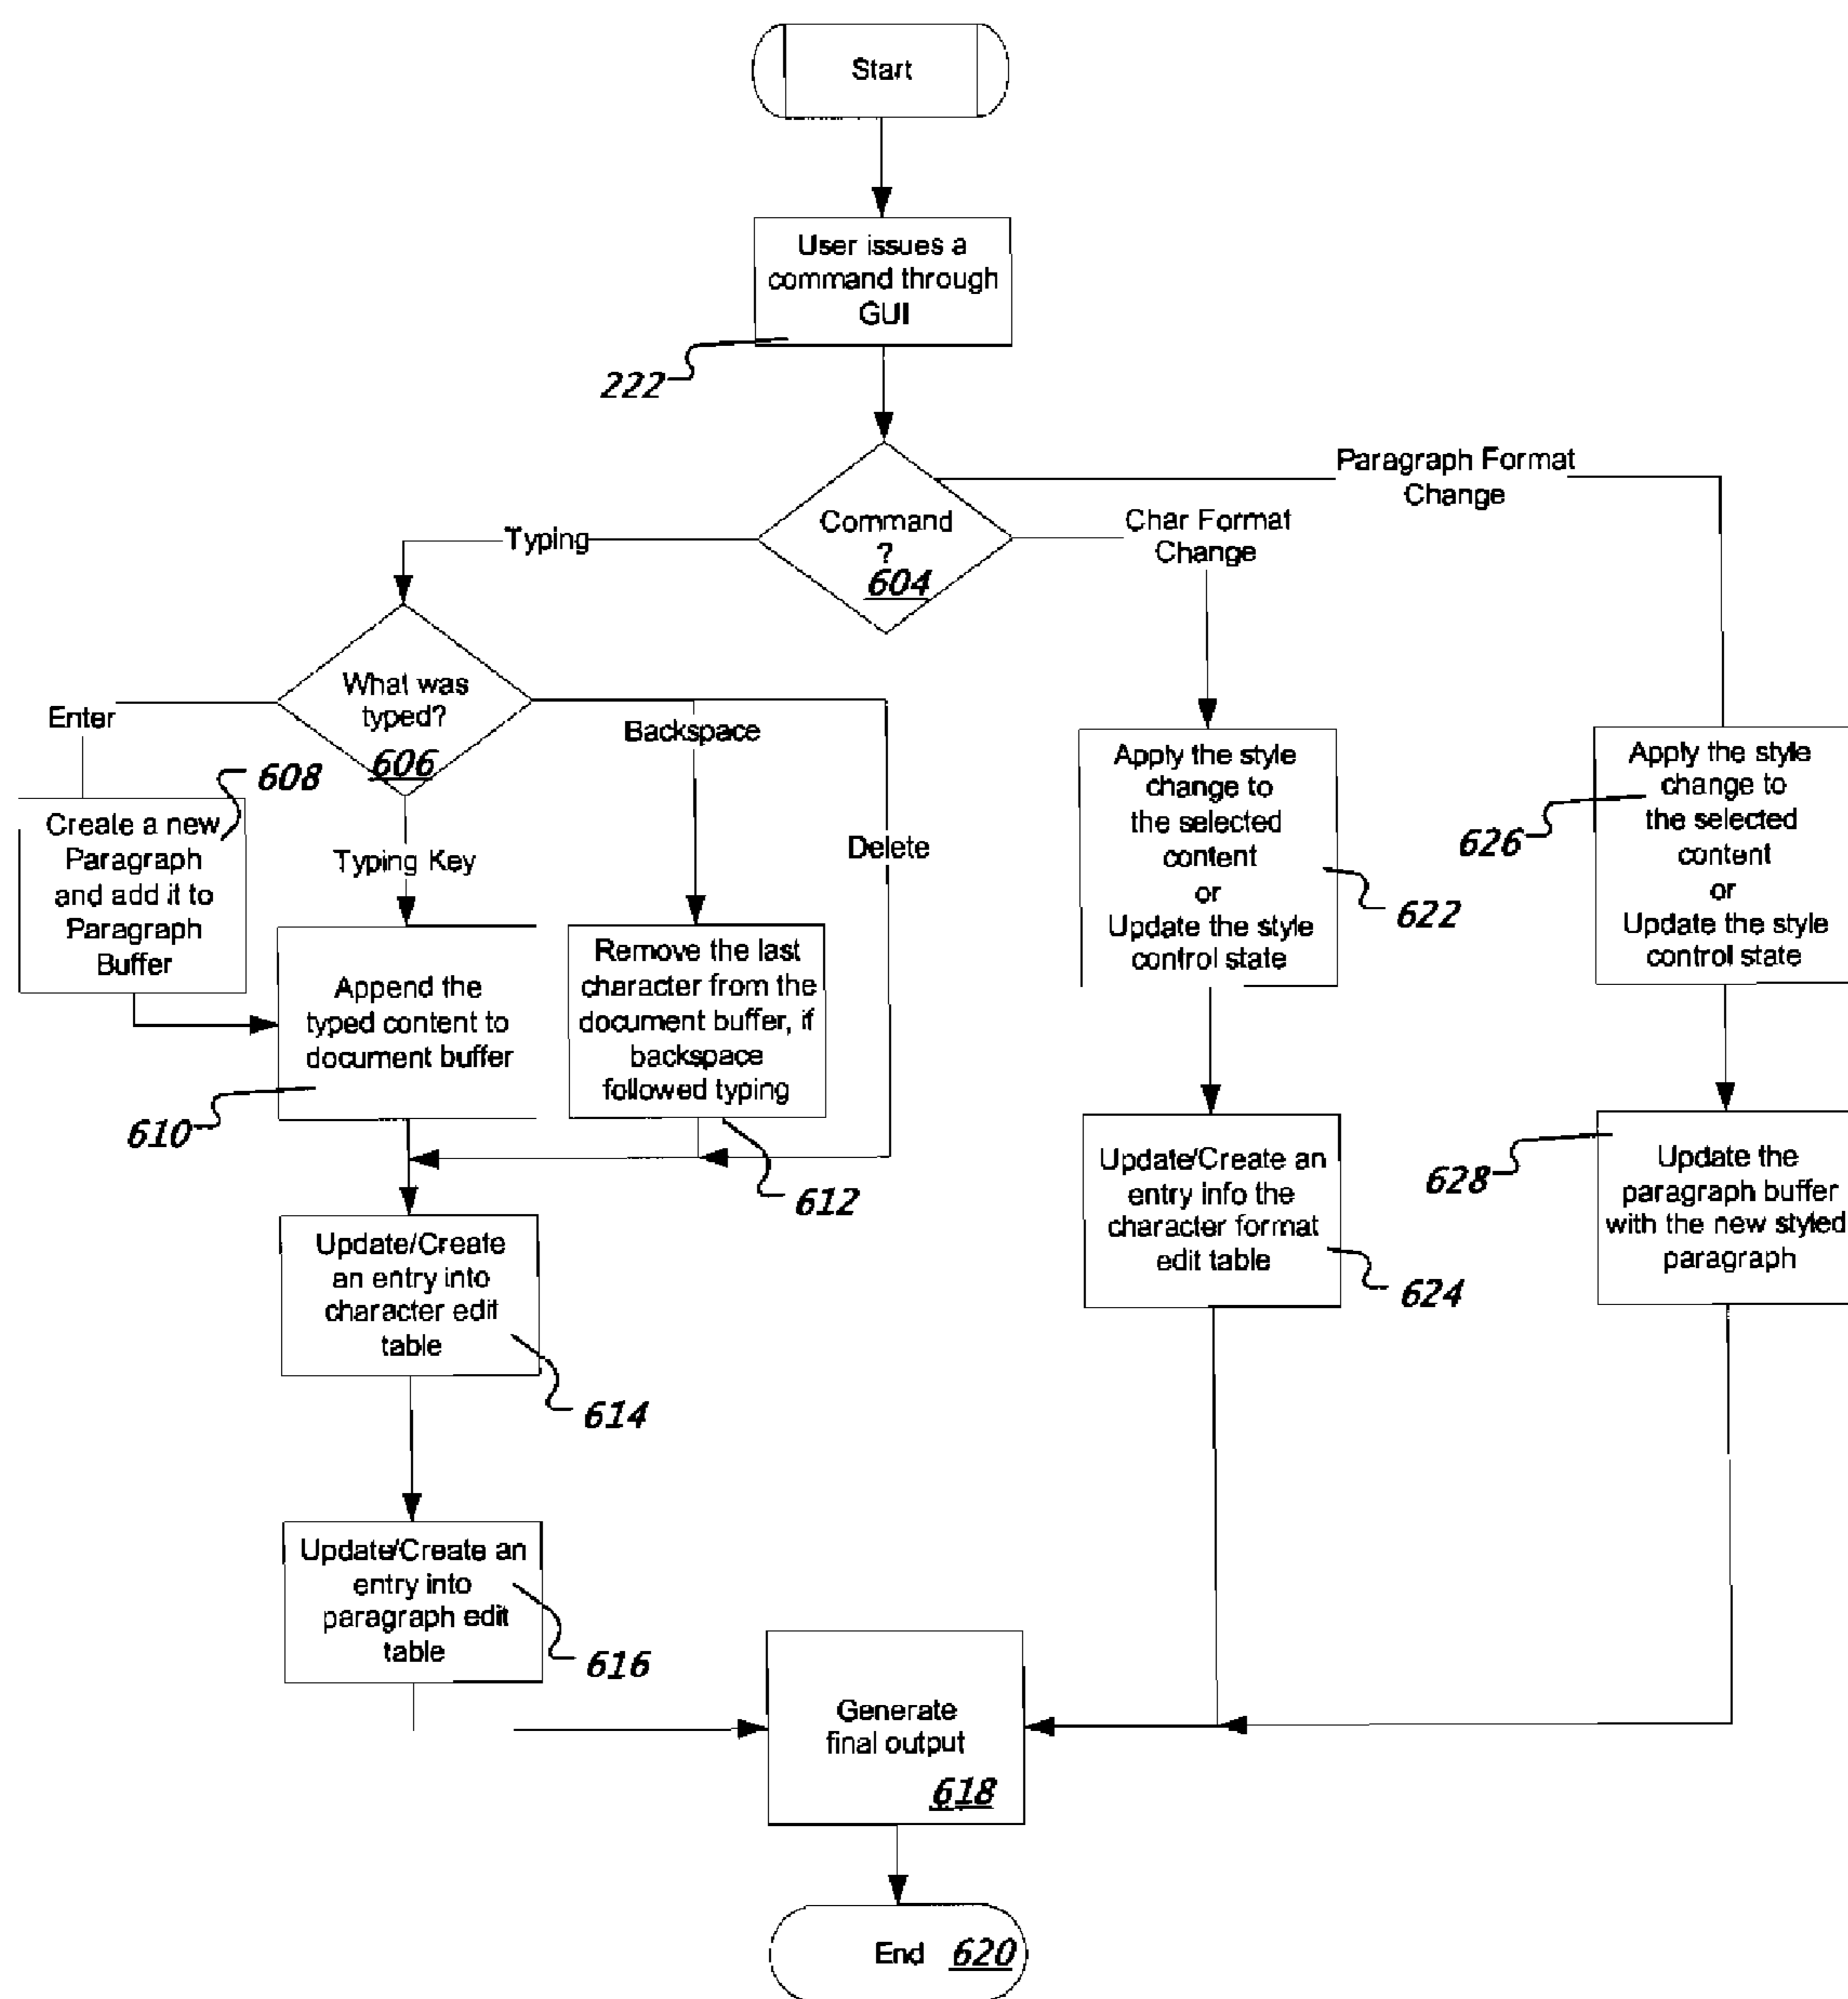 Start
User issues a
command through
GUI
222
Command
?
604
Typing
Char Format
Change
Paragraph Format
Change
What was
typed?
606
Enter
Typing Key
Backspace
Delete
608
Create a new
Paragraph
and add it to
Paragraph
Buffer
Append the
typed content to
document buffer
610
Remove the last
character from the
document buffer, if
backspace
followed typing
612
Update/Create
an entry into
character edit
table
614
Update/Create an
entry into
paragraph edit
table
616
Apply the style
change to
the selected
content
or
Update the style
control state
622
Update/Create an
entry info the
character format
edit table
624
Apply the style
change to
the selected
content
or
Update the style
control state
626
Update the
paragraph buffer
with the new styled
paragraph
628
Generate
final output
618
End 620